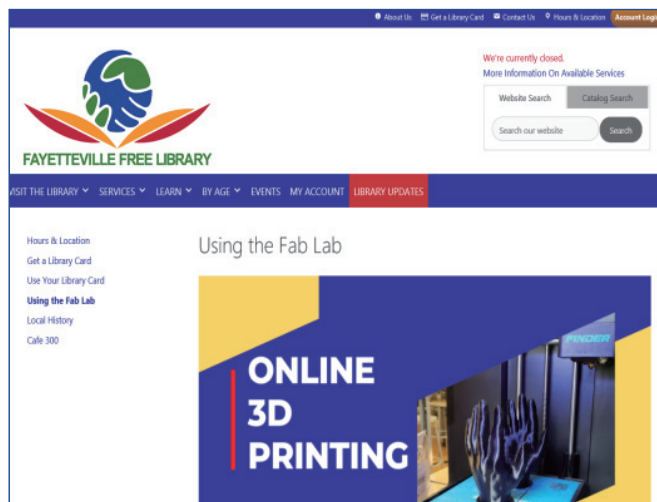 About Us Get a Library Card Contact Us Hours & Location Account Login
We're currently closed.
More Information On Available Services
Website Search Catalog Search
Search our website Search
FAYETTEVILLE FREE LIBRARY
VISIT THE LIBRARY SERVICES LEARN BY AGE EVENTS MY ACCOUNT LIBRARY UPDATES
Hours & Location
Get a Library Card
Use Your Library Card
Using the Fab Lab
Local History
Cafe 300
Using the Fab Lab
FINDER
ONLINE
3D
PRINTING